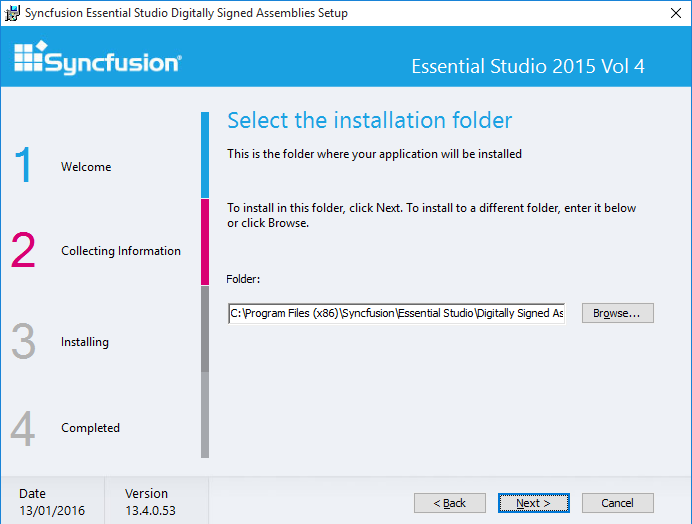 Syncfusion Essential Studio Digitally Signed Assemblies Setup
Syncfusion®
Essential Studio 2015 Vol 4
1 Welcome
2 Collecting Information
3 Installing
4 Completed
Select the installation folder
This is the folder where your application will be installed
To install in this folder, click Next. To install to a different folder, enter it below
or click Browse.
Folder:
C:\Program Files (x86)\Syncfusion\Essential Studio\Digitally Signed As
Browse...
Date
13/01/2016
Version
13.4.0.53
< Back
Next >
Cancel